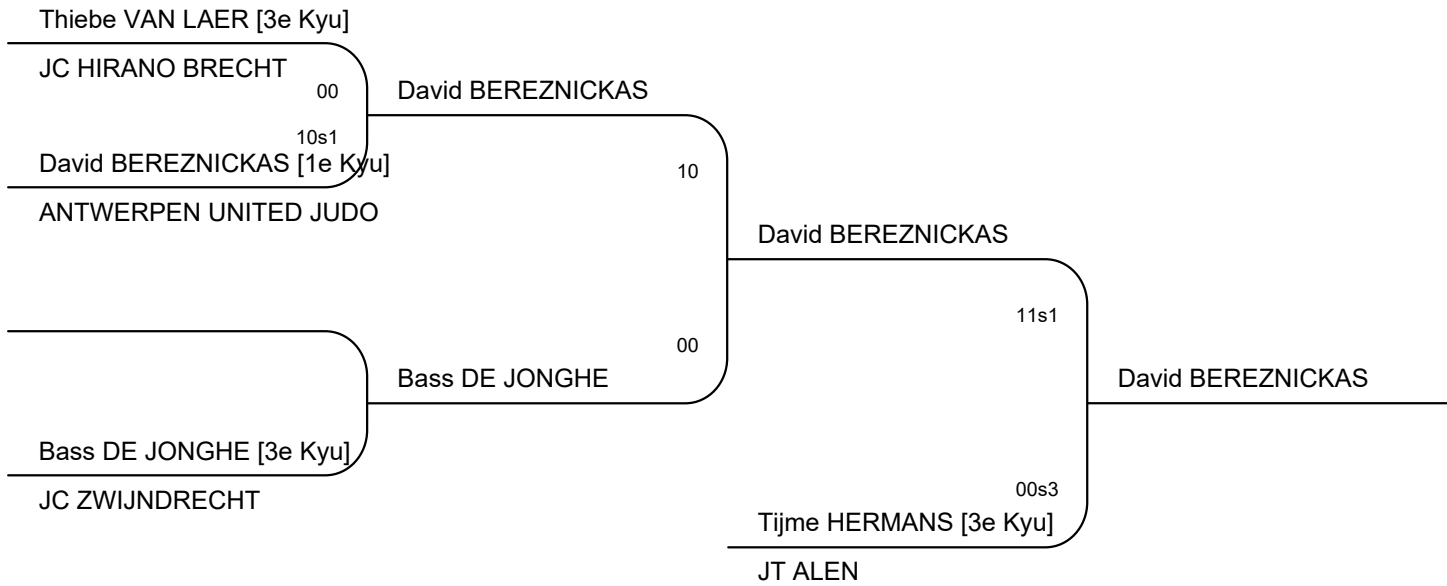 Thiebe VAN LAER [3e Kyu]
JC HIRANO BRECHT
00
David BEREZNICKAS
10s1
David BEREZNICKAS [1e Kyu]
10
ANTWERPEN UNITED JUDO
David BEREZNICKAS
11s1
00
Bass DE JONGHE
David BEREZNICKAS
Bass DE JONGHE [3e Kyu]
JC ZWIJNDRECHT
00s3
Tijme HERMANS [3e Kyu]
JT ALEN